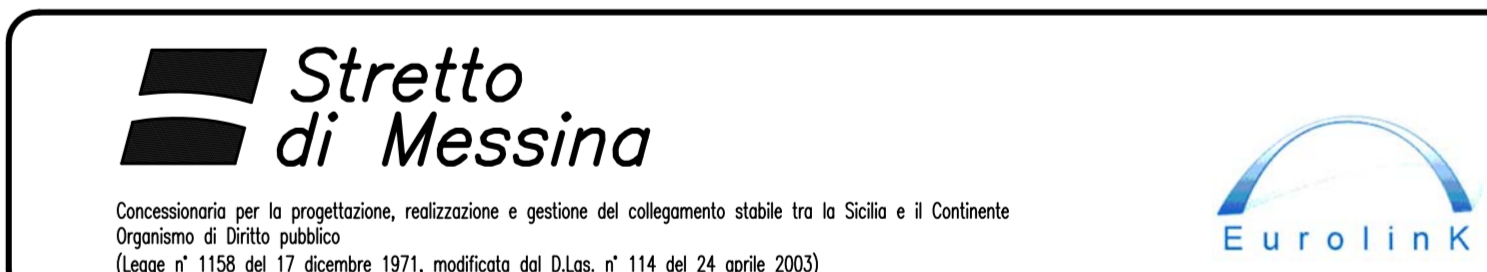 Stretto
di Messina
Concessionaria per la progettazione, realizzazione e gestione del collegamento stabile tra la Sicilia e il Continente
Organismo di Diritto pubblico
(Legge n° 1158 del 17 dicembre 1971, modificata dal D.Lgs. n° 114 del 24 aprile 2003)
EurolinK